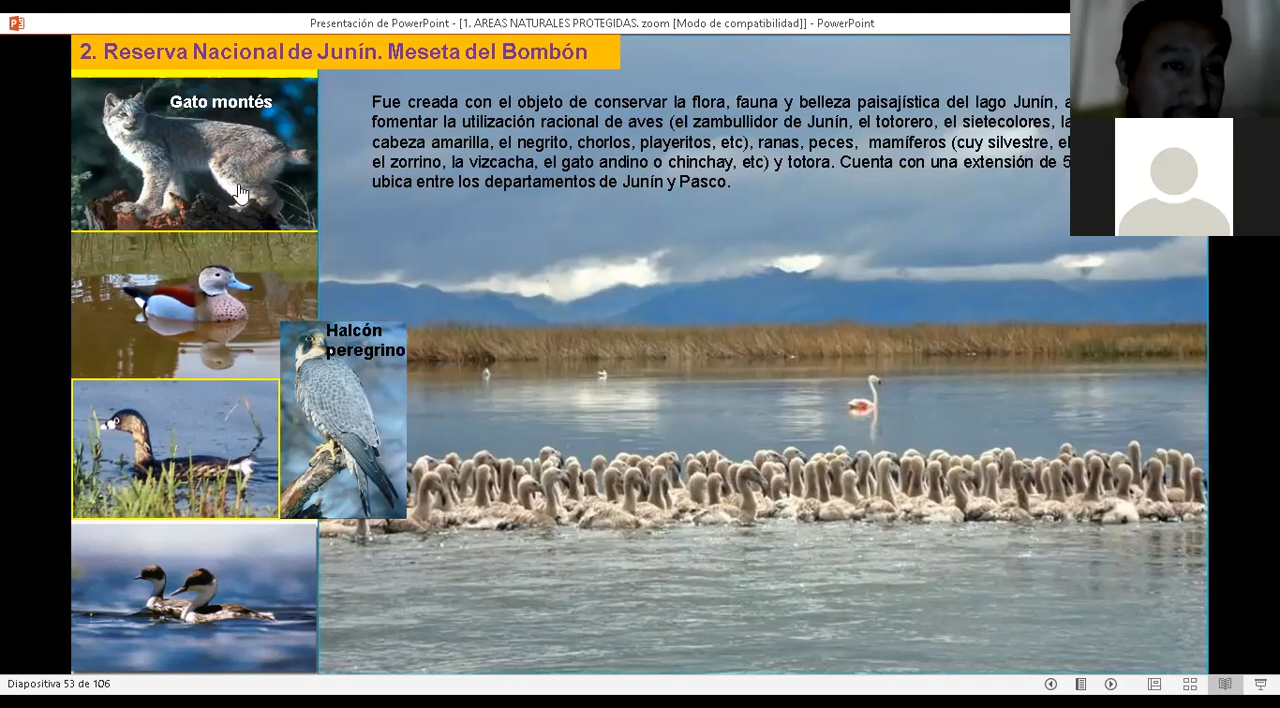 Presentación de PowerPoint - [1. AREAS NATURALES PROTEGIDAS. zoom [Modo de compatibilidad]] - PowerPoint
2. Reserva Nacional de Junín. Meseta del Bombón
Gato montés
Fue creada con el objeto de conservar la flora, fauna y belleza paisajística del lago Junín,
fomentar la utilización racional de aves (el zambullidor de Junín, el totorero, el sietecolores,
cabeza amarilla, el negrito, chorlos, playeritos, etc), ranas, peces, mamíferos (cuy silvestre,
el zorrino, la vizcacha, el gato andino o chinchay, etc) y totora. Cuenta con una extensión de
ubica entre los departamentos de Junín y Pasco.
Halcón
peregrino
Diapositiva 53 de 106